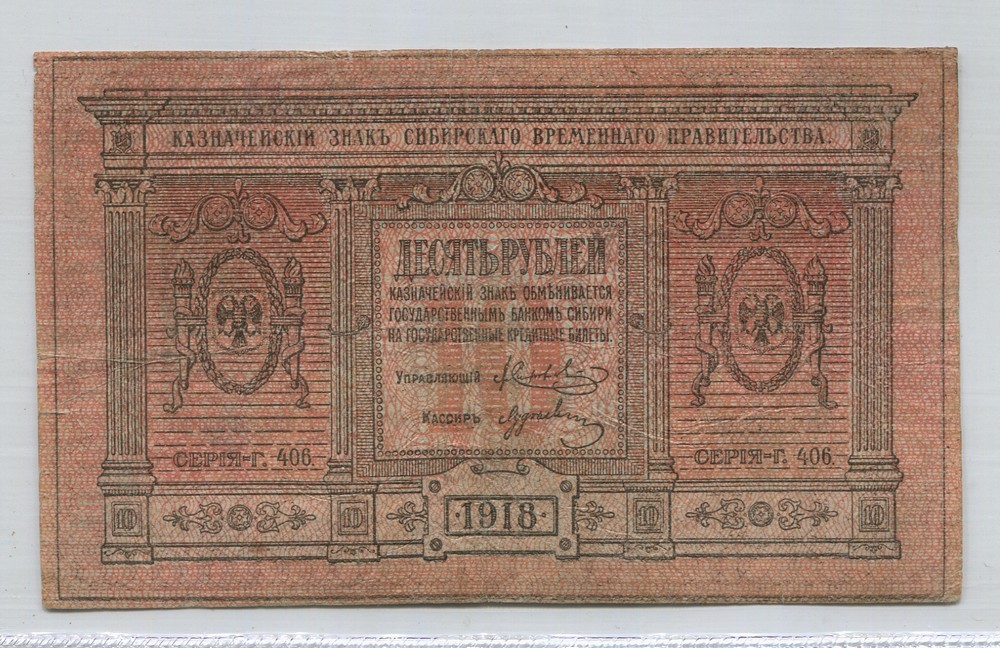 КАЗНАЧЕЙСКІЙ ЗНАКЪ СИБИРСКАГО ВРЕМЕННАГО ПРАВИТЕЛЬСТВА.
ДЕСЯТЬ РУБЛЕЙ
КАЗНАЧЕЙСКІЙ ЗНАКЪ ОБМѢНИВАЕТСЯ
ГОСУДАРСТВЕННЫМЪ БАНКОМЪ СИБИРИ
НА ГОСУДАРСТВЕННЫЕ КРЕДИТНЫЕ БИЛЕТЫ.
УПРАВЛЯЮЩІЙ
КАССИРЪ
СЕРІЯ-Г. 406. СЕРІЯ-Г. 406.
10 10 ·1918· 10 10